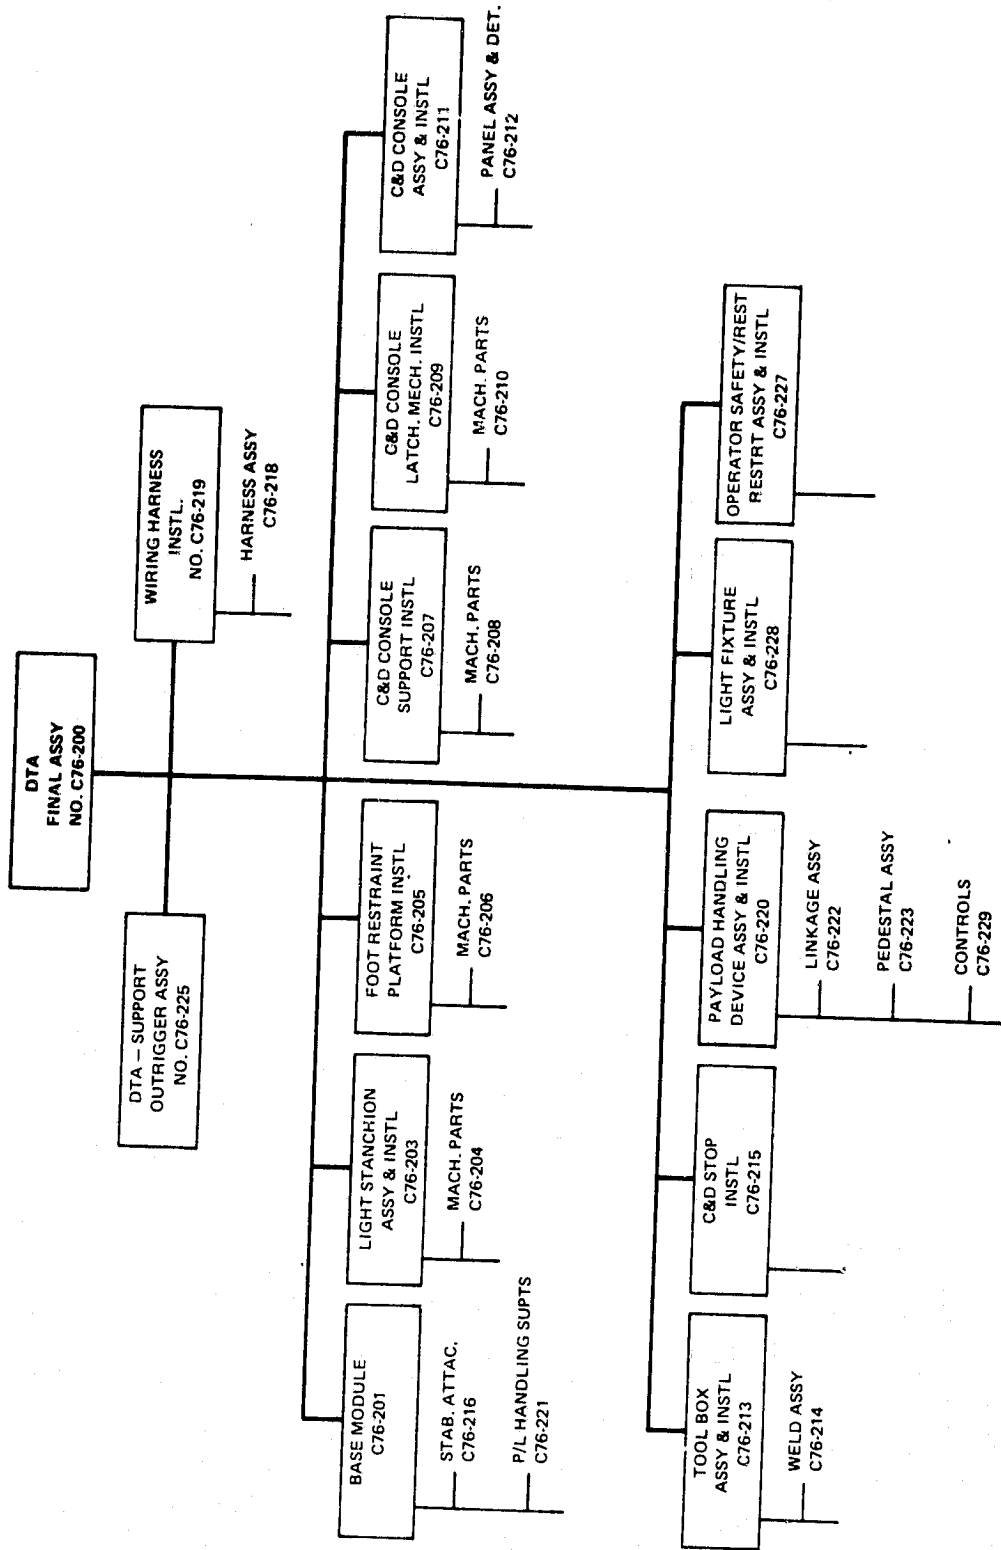 DTA
FINAL ASSY
NO. C76-200
DTA – SUPPORT
OUTRIGGER ASSY
NO. C76-225
WIRING HARNESS
INSTL.
NO. C76-219
HARNESS ASSY
C76-218
BASE MODULE
C76-201
STAB. ATTAC.
C76-216
P/L HANDLING SUPTS
C76-221
LIGHT STANCHION
ASSY & INSTL
C76-203
MACH. PARTS
C76-204
FOOT RESTRAINT
PLATFORM INSTL
C76-205
MACH. PARTS
C76-206
C&D CONSOLE
SUPPORT INSTL
C76-207
MACH. PARTS
C76-208
C&D CONSOLE
LATCH. MECH. INSTL
C76-209
MACH. PARTS
C76-210
C&D CONSOLE
ASSY & INSTL
C76-211
PANEL ASSY & DET.
C76-212
TOOL BOX
ASSY & INSTL
C76-213
WELD ASSY
C76-214
C&D STOP
INSTL
C76-215
PAYLOAD HANDLING
DEVICE ASSY & INSTL
C76-220
LINKAGE ASSY
C76-222
PEDESTAL ASSY
C76-223
CONTROLS
C76-229
LIGHT FIXTURE
ASSY & INSTL
C76-228
OPERATOR SAFETY/REST
RESTRT ASSY & INSTL
C76-227